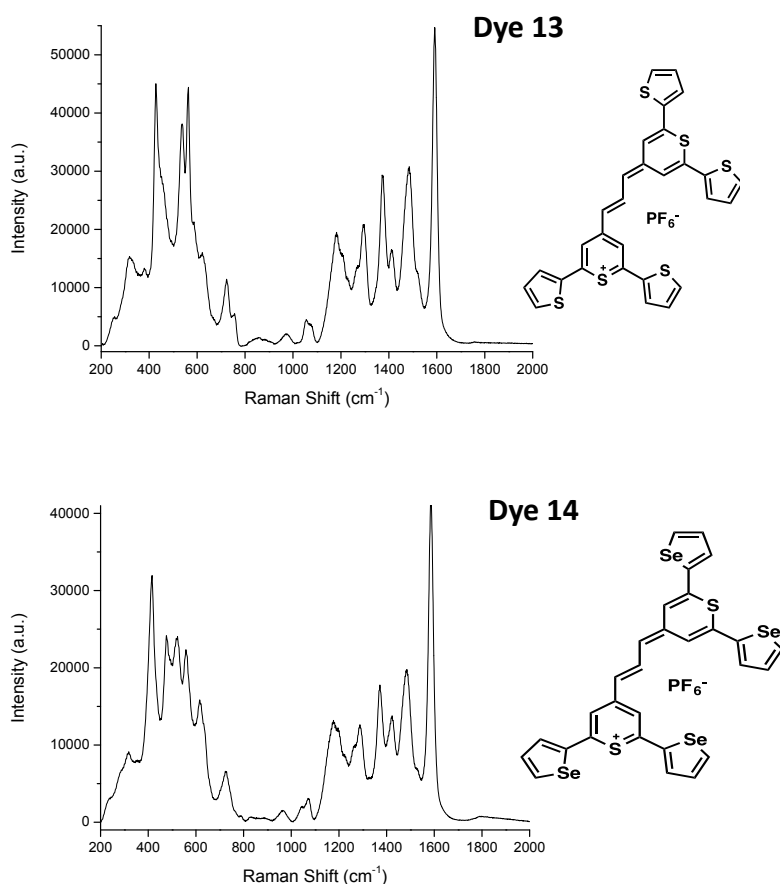 Dye 13
50000
40000
30000
20000
10000
0
Intensity (a.u.)
200 400 600 800 1000 1200 1400 1600 1800 2000
Raman Shift (cm⁻¹)
S
S
S
PF₆⁻
S
S⁺
S
Dye 14
40000
30000
20000
10000
0
Intensity (a.u.)
200 400 600 800 1000 1200 1400 1600 1800 2000
Raman Shift (cm⁻¹)
Se
S
Se
PF₆⁻
Se
S⁺
Se